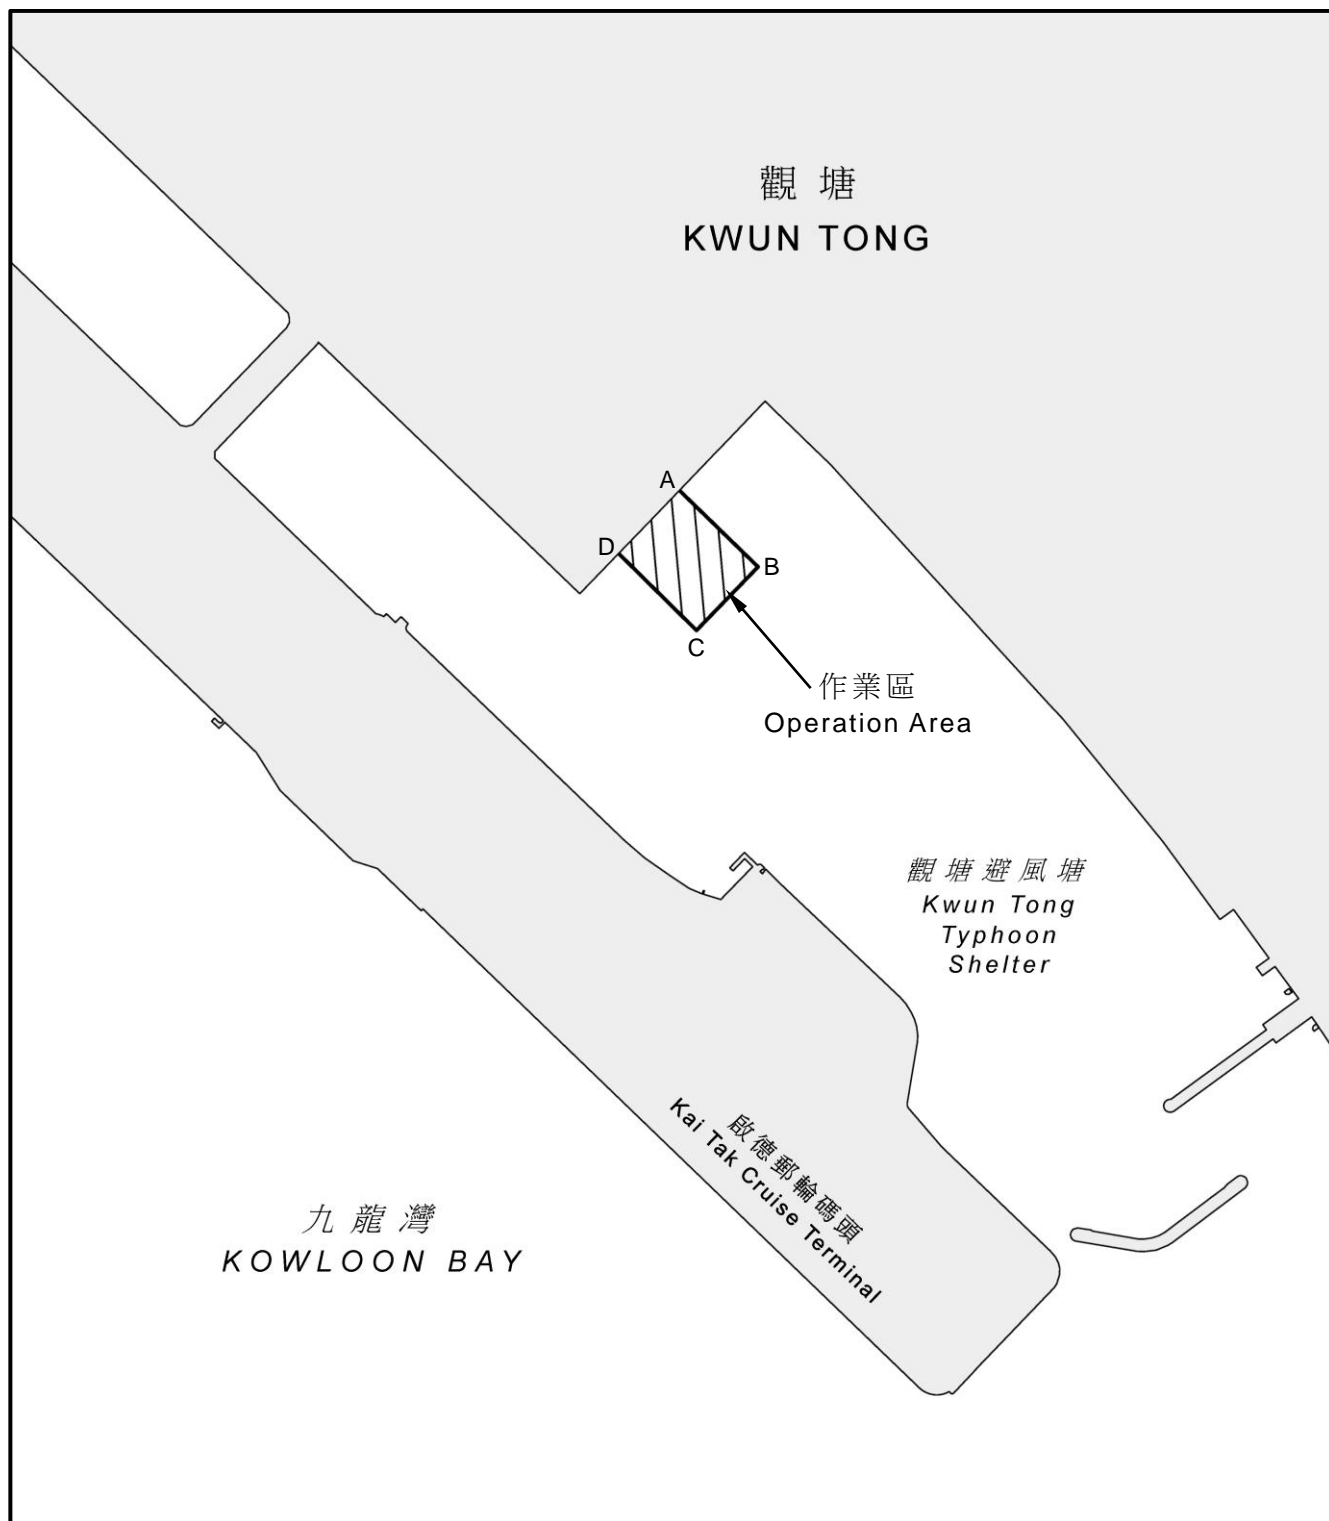 觀塘
KWUN TONG
A
D
B
C
作業區
Operation Area
觀塘避風塘
Kwun Tong
Typhoon
Shelter
啟德郵輪碼頭
Kai Tak Cruise Terminal
九龍灣
KOWLOON BAY